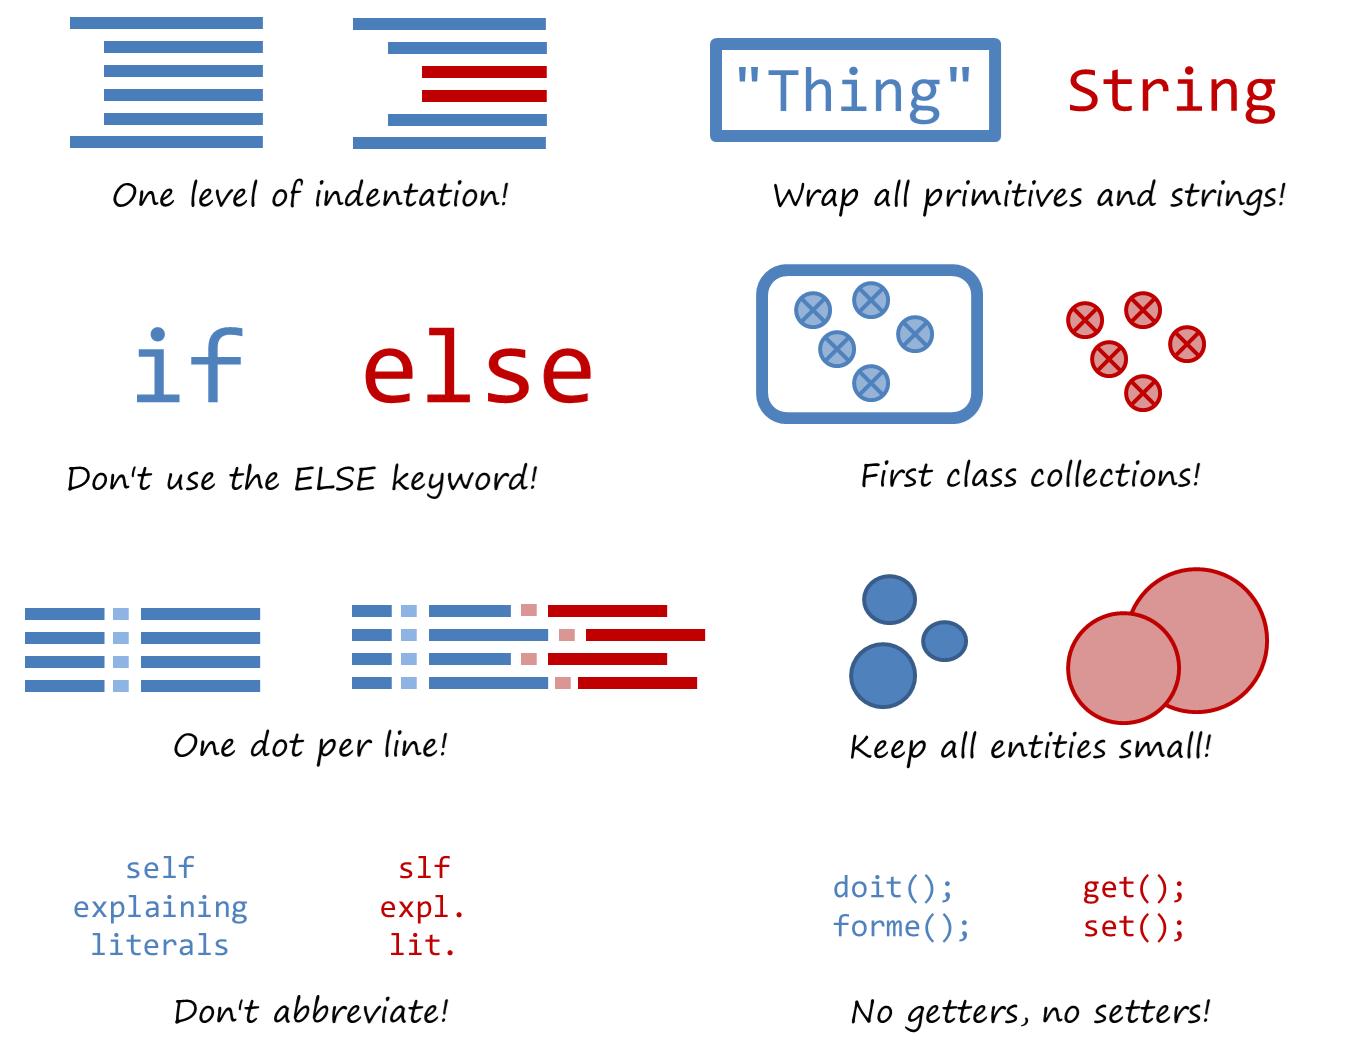 "Thing" String
One level of indentation!
Wrap all primitives and strings!
if else
Don't use the ELSE keyword!
First class collections!
One dot per line!
Keep all entities small!
self slf
explaining expl.
literals lit.
doit(); get();
forme(); set();
Don't abbreviate!
No getters, no setters!